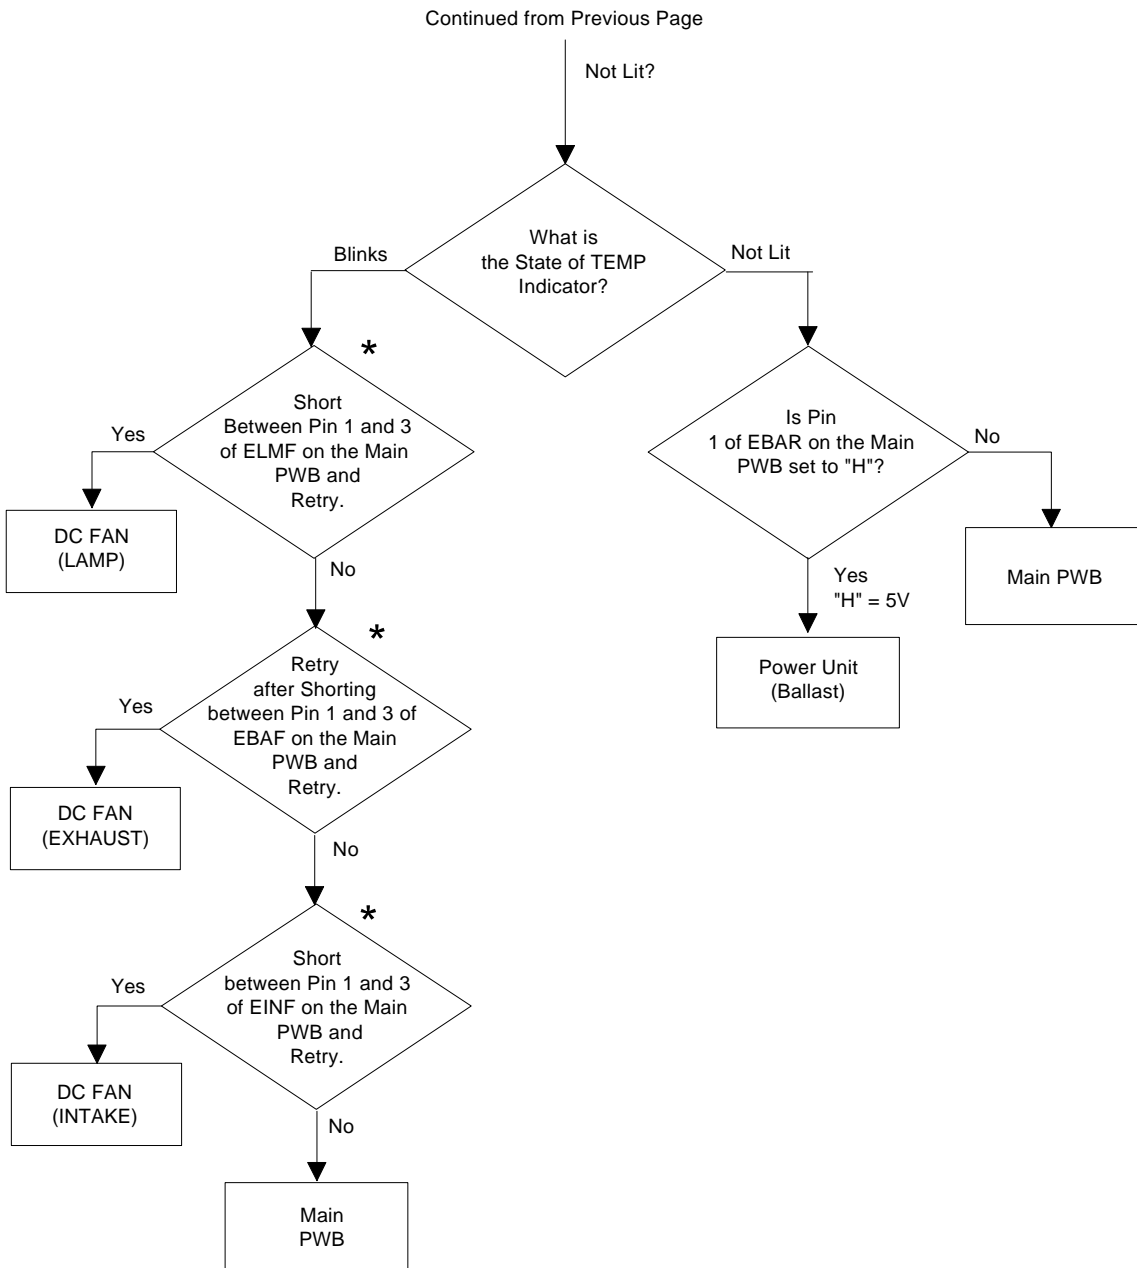 Continued from Previous Page
Not Lit?
What is
the State of TEMP
Indicator?
Blinks
Not Lit
*
Short
Between Pin 1 and 3
of ELMF on the Main
PWB and
Retry.
Yes
No
DC FAN
(LAMP)
Is Pin
1 of EBAR on the Main
PWB set to "H"?
No
Main PWB
Yes
"H" = 5V
Power Unit
(Ballast)
*
Retry
after Shorting
between Pin 1 and 3 of
EBAF on the Main
PWB and
Retry.
Yes
No
DC FAN
(EXHAUST)
*
Short
between Pin 1 and 3
of EINF on the Main
PWB and
Retry.
Yes
No
DC FAN
(INTAKE)
Main
PWB